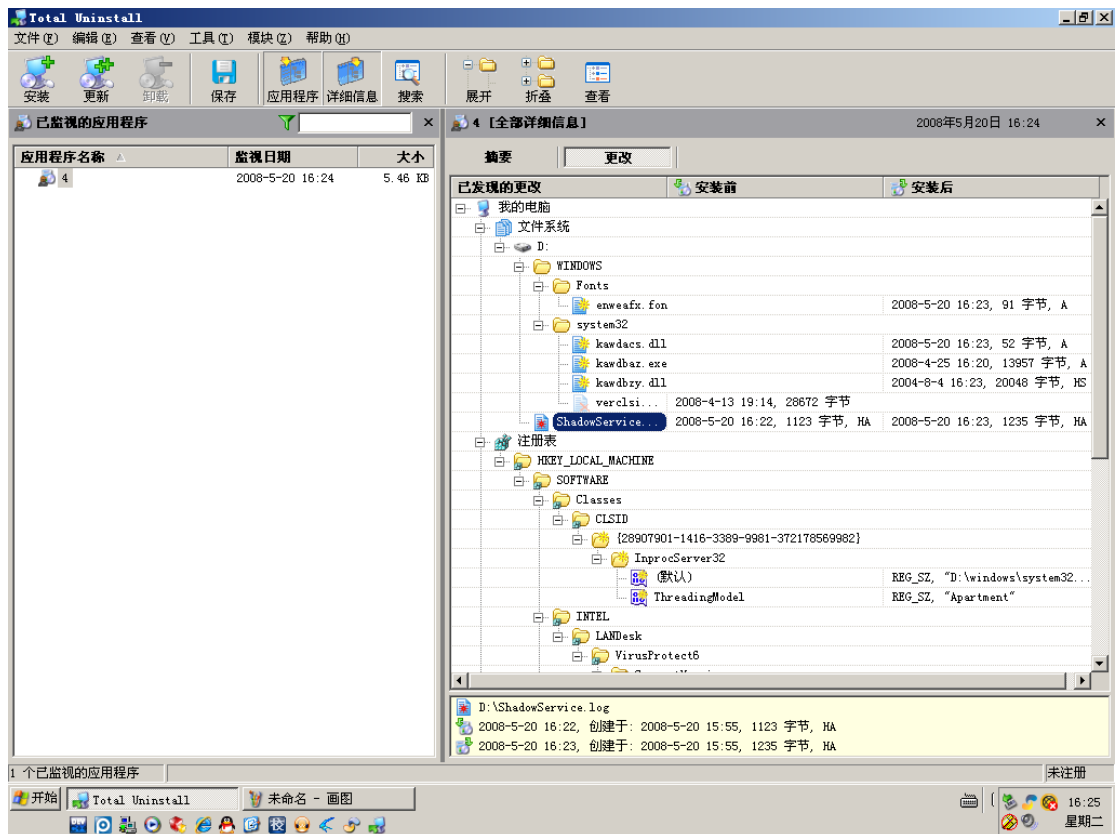 Total Uninstall
文件(F) 编辑(E) 查看(V) 工具(T) 模块(Z) 帮助(H)
安装 更新 卸载 保存 应用程序 详细信息 搜索 展开 折叠 查看
已监视的应用程序
4 [全部详细信息] 2008年5月20日 16:24
应用程序名称 监视日期 大小
4 2008-5-20 16:24 5.46 KB
摘要 更改
已发现的更改 安装前 安装后
我的电脑
文件系统
D:
WINDOWS
Fonts
enweafx.fon 2008-5-20 16:23, 91 字节, A
system32
kawdacs.dll 2008-5-20 16:23, 52 字节, A
kawdbaz.exe 2008-4-25 16:20, 13957 字节, A
kawdbzy.dll 2004-8-4 16:23, 20048 字节, HS
verclsi... 2008-4-13 19:14, 28672 字节
ShadowService... 2008-5-20 16:22, 1123 字节, HA 2008-5-20 16:23, 1235 字节, HA
注册表
HKEY_LOCAL_MACHINE
SOFTWARE
Classes
CLSID
{28907901-1416-3389-9981-372178569982}
InprocServer32
(默认) REG_SZ, "D:\windows\system32...
ThreadingModel REG_SZ, "Apartment"
INTEL
LANDesk
VirusProtect6
D:\ShadowService.log
2008-5-20 16:22, 创建于: 2008-5-20 15:55, 1123 字节, HA
2008-5-20 16:23, 创建于: 2008-5-20 15:55, 1235 字节, HA
1 个已监视的应用程序 未注册
开始 Total Uninstall 未命名 - 画图 16:25
星期二